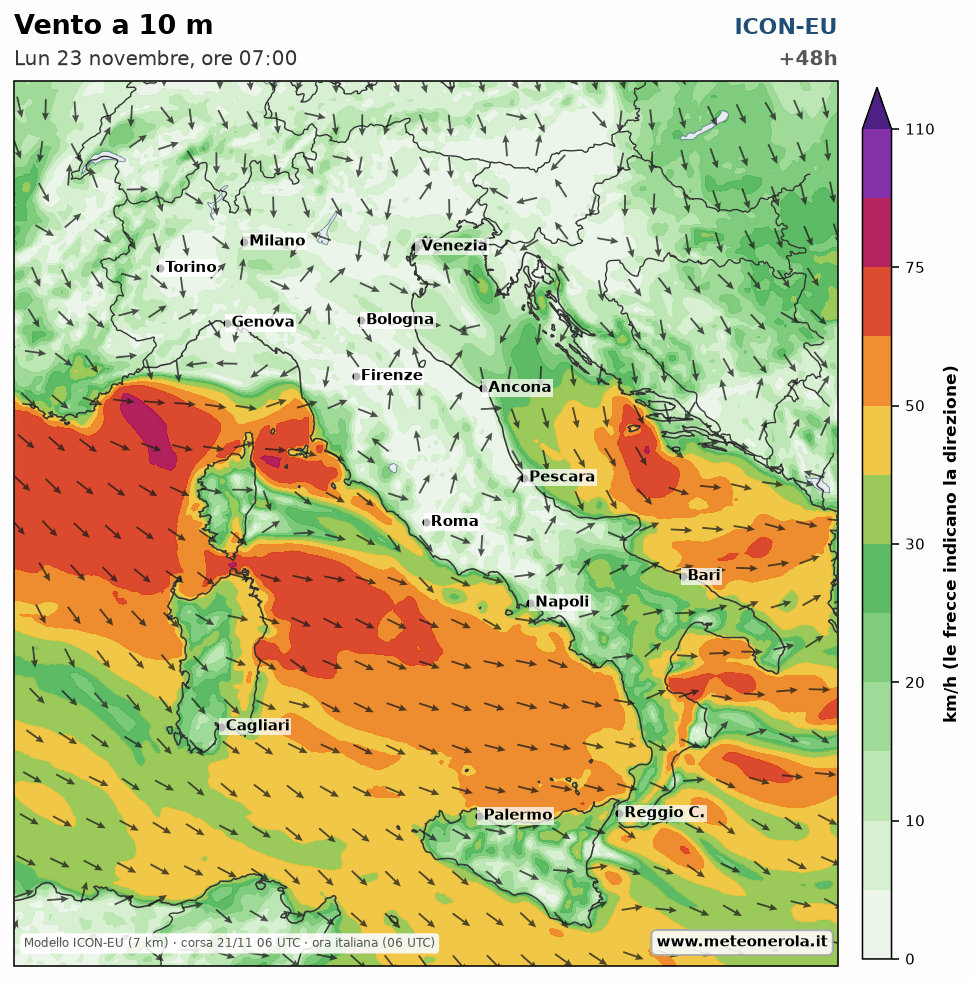 Vento a 10 m
ICON-EU
Lun 23 novembre, ore 07:00
+48h
110
Milano
Venezia
Torino
75
Genova
Bologna
Firenze
Ancona
50
Pescara
Roma
30
Bari
Napoli
20
Cagliari
Palermo
Reggio C.
10
0
km/h (le frecce indicano la direzione)
Modello ICON-EU (7 km) · corsa 21/11 06 UTC · ora italiana (06 UTC)
www.meteonerola.it